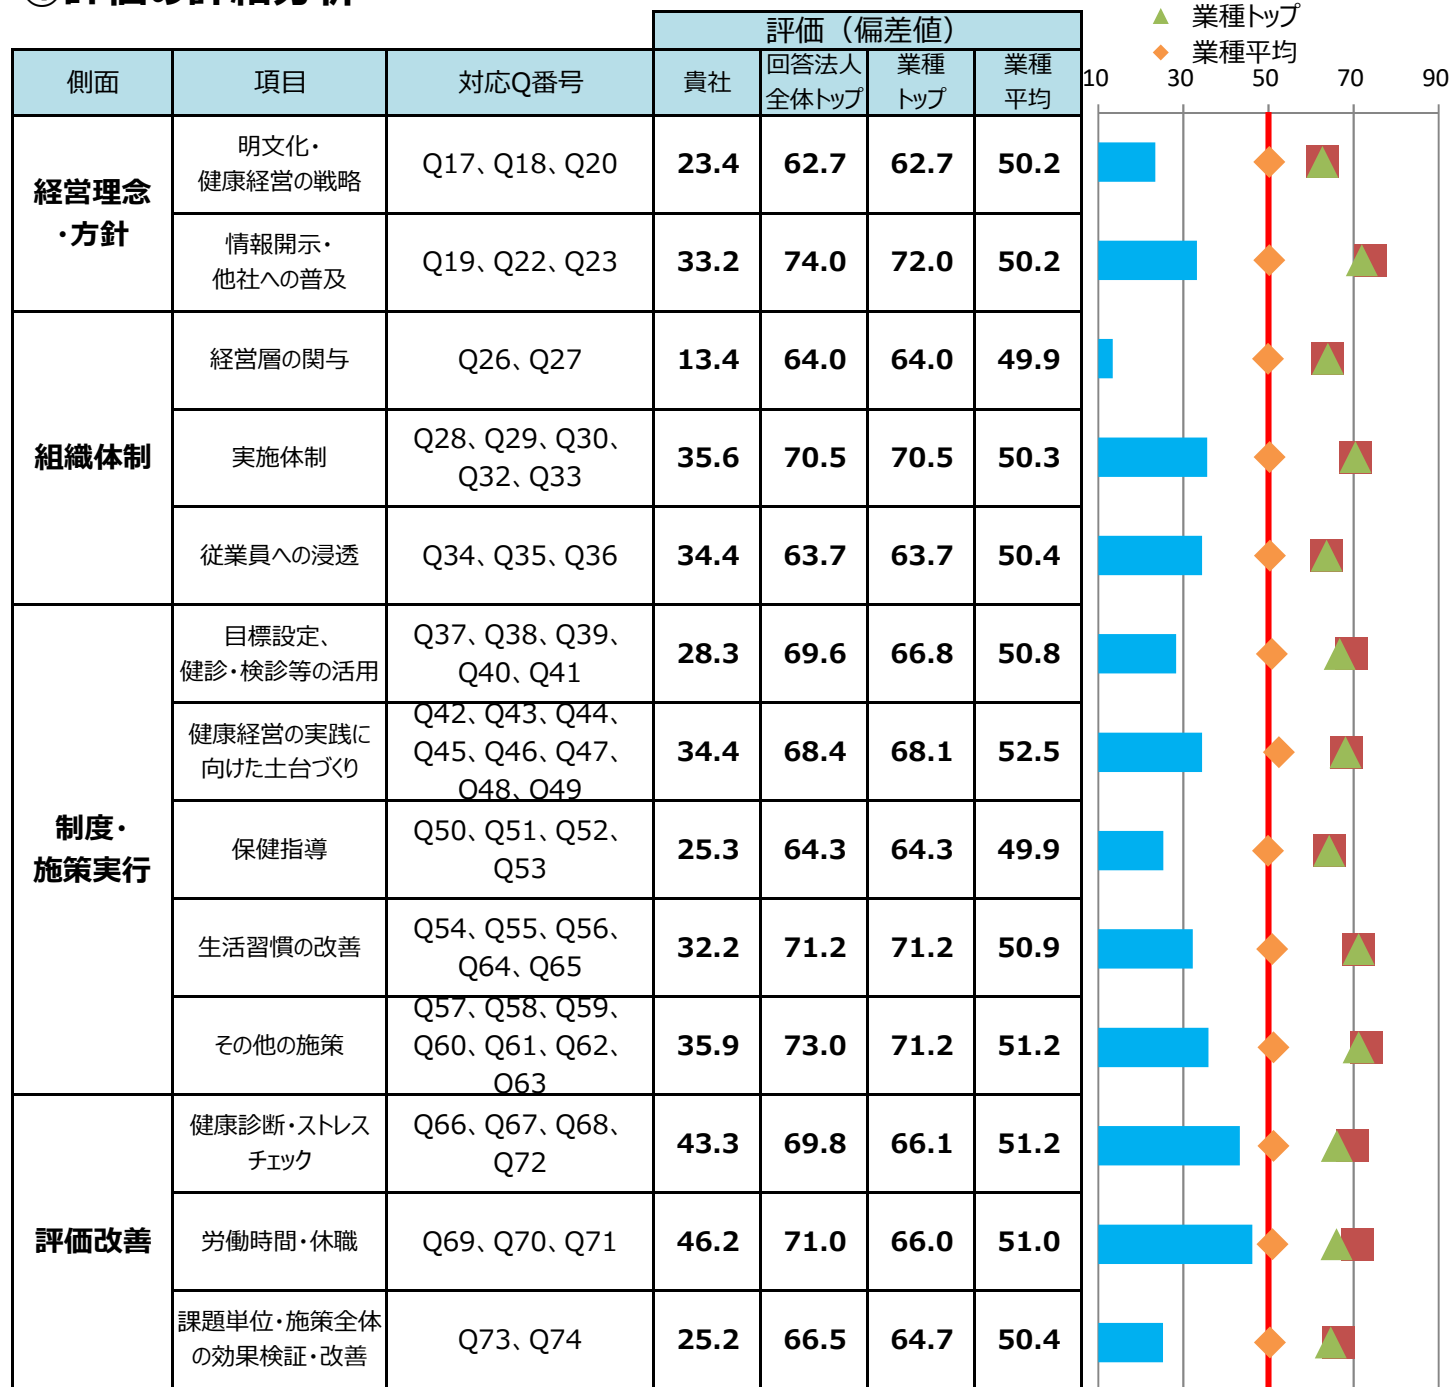 ①評価の詳細分析
▲ 業種トップ
◆ 業種平均
10 30 50 70 90
評価（偏差値）
側面 項目 対応Q番号 貴社 回答法人 業種 業種
全体トップ トップ 平均
経営理念
・方針
明文化・
健康経営の戦略
Q17、Q18、Q20 23.4 62.7 62.7 50.2
情報開示・
他社への普及
Q19、Q22、Q23 33.2 74.0 72.0 50.2
組織体制
経営層の関与 Q26、Q27 13.4 64.0 64.0 49.9
実施体制
Q28、Q29、Q30、
Q32、Q33
35.6 70.5 70.5 50.3
従業員への浸透 Q34、Q35、Q36 34.4 63.7 63.7 50.4
制度・
施策実行
目標設定、
健診・検診等の活用
Q37、Q38、Q39、
Q40、Q41
28.3 69.6 66.8 50.8
健康経営の実践に
向けた土台づくり
Q42、Q43、Q44、
Q45、Q46、Q47、
Q48、Q49
34.4 68.4 68.1 52.5
保健指導
Q50、Q51、Q52、
Q53
25.3 64.3 64.3 49.9
生活習慣の改善
Q54、Q55、Q56、
Q64、Q65
32.2 71.2 71.2 50.9
その他の施策
Q57、Q58、Q59、
Q60、Q61、Q62、
Q63
35.9 73.0 71.2 51.2
評価改善
健康診断・ストレス
チェック
Q66、Q67、Q68、
Q72
43.3 69.8 66.1 51.2
労働時間・休職 Q69、Q70、Q71 46.2 71.0 66.0 51.0
課題単位・施策全体
の効果検証・改善
Q73、Q74 25.2 66.5 64.7 50.4